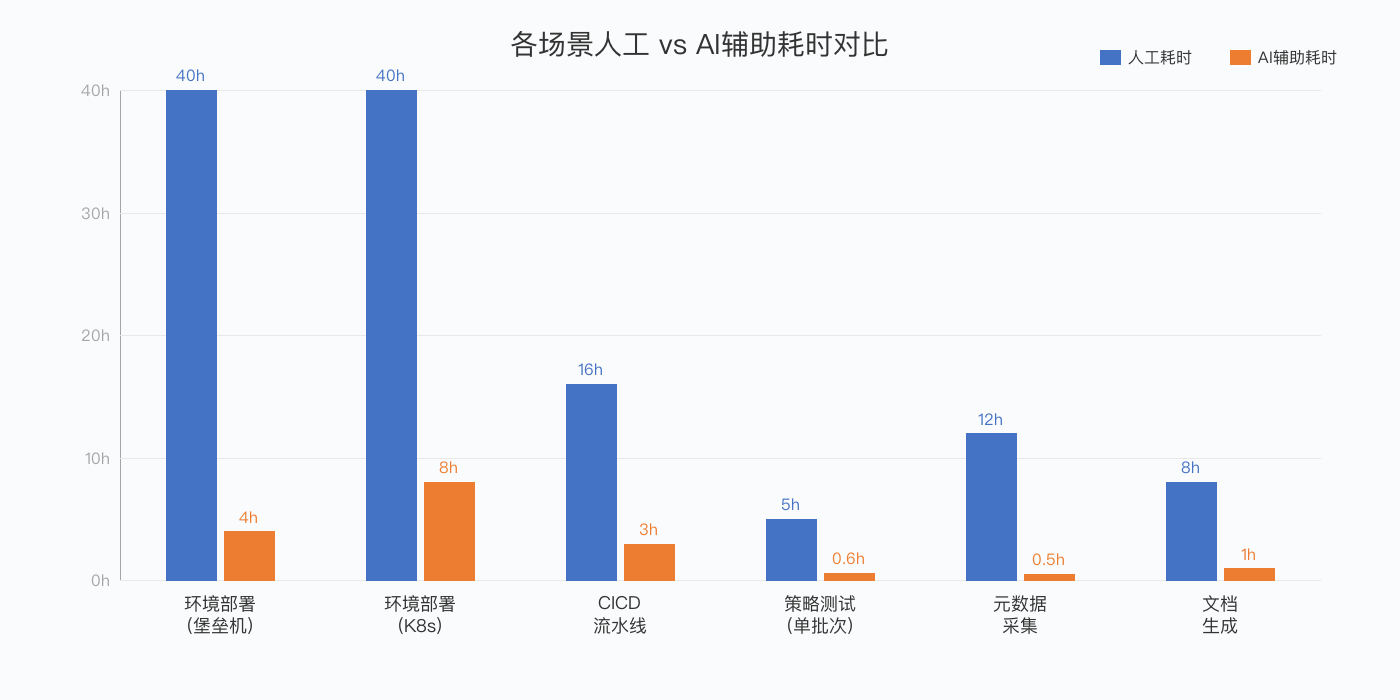 各场景人工 vs AI辅助耗时对比
人工耗时
AI辅助耗时
40h
30h
20h
10h
0h
40h
4h
40h
8h
16h
3h
5h
0.6h
12h
0.5h
8h
1h
环境部署
(堡垒机)
环境部署
(K8s)
CICD
流水线
策略测试
(单批次)
元数据
采集
文档
生成